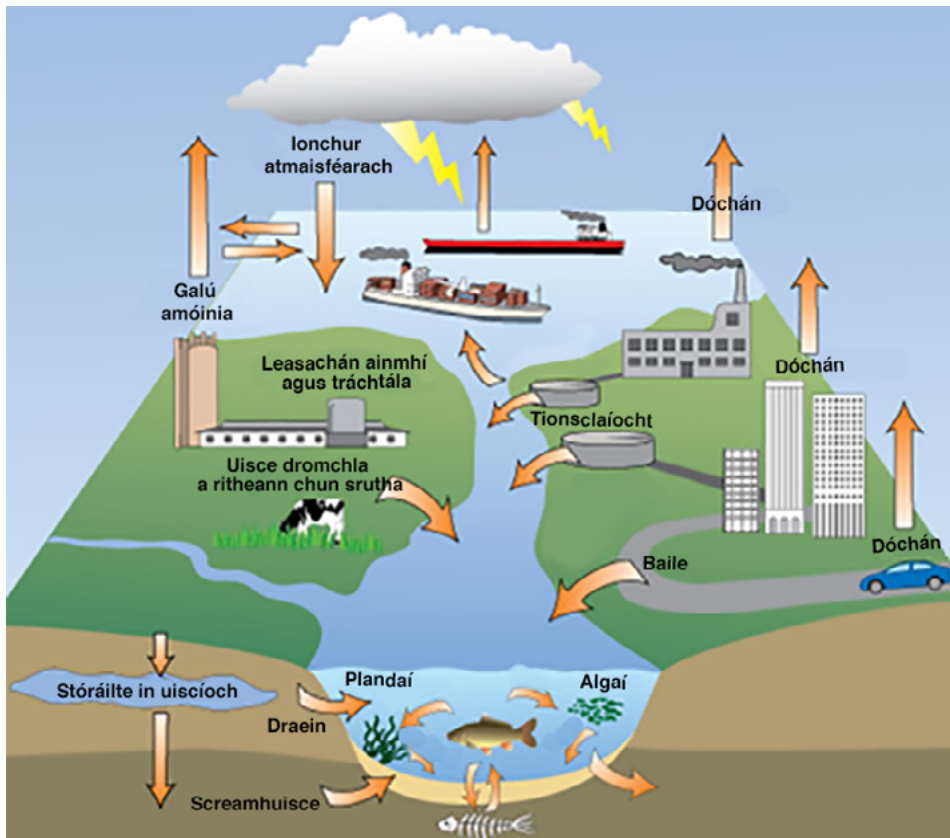 Ionchur
atmaisféarach
Dóchán
Galú
amóinia
Leasachán ainmhí
agus tráchtála
Dóchán
Tionsclaíocht
Uisce dromchla
a ritheann chun srutha
Dóchán
Baile
Plandaí
Algaí
Stóráilte in uiscíoch
Draein
Screamhuisce